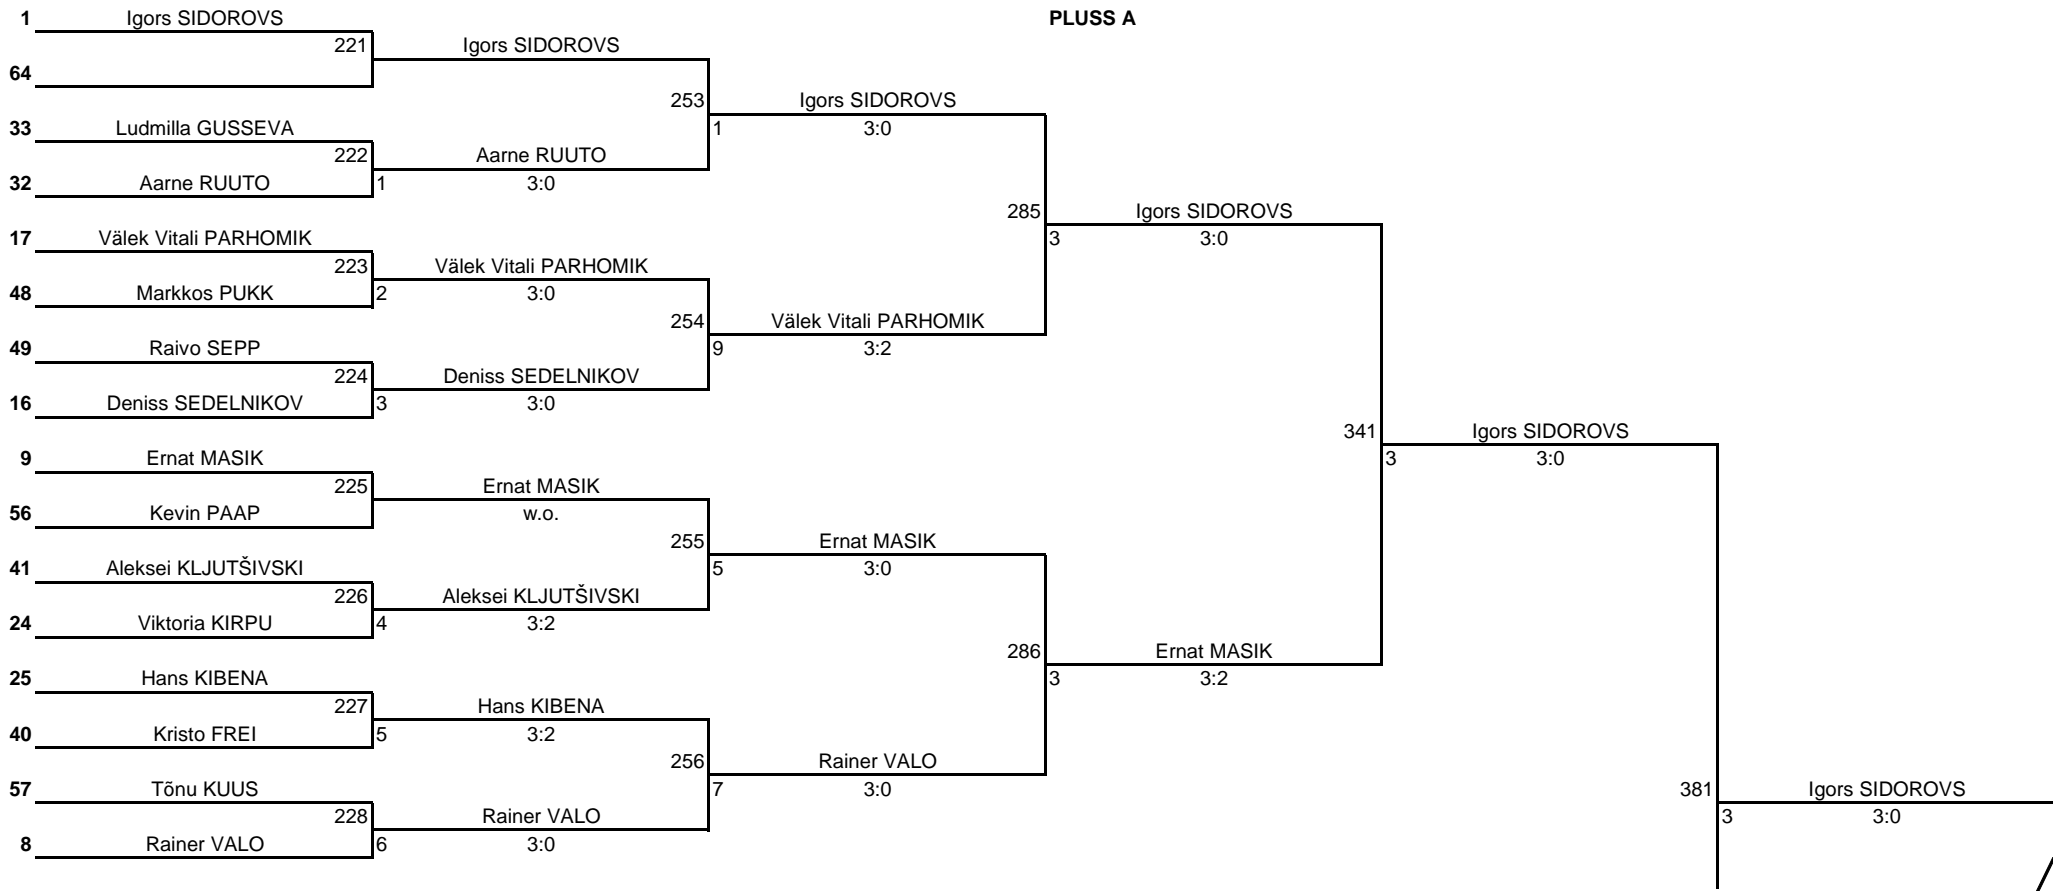 1 Igors SIDOROVS PLUSS A
221 Igors SIDOROVS
64
253 Igors SIDOROVS
33 Ludmilla GUSSEVA 1 3:0
222 Aarne RUUTO
32 Aarne RUUTO 1 3:0
285 Igors SIDOROVS
17 Välek Vitali PARHOMIK 3 3:0
223 Välek Vitali PARHOMIK
48 Markkos PUKK 2 3:0
254 Välek Vitali PARHOMIK
49 Raivo SEPP 9 3:2
224 Deniss SEDELNIKOV
16 Deniss SEDELNIKOV 3 3:0
341 Igors SIDOROVS
9 Ernat MASIK 3 3:0
225 Ernat MASIK
56 Kevin PAAP w.o.
255 Ernat MASIK
41 Aleksei KLJUTŠIVSKI 5 3:0
226 Aleksei KLJUTŠIVSKI
24 Viktoria KIRPU 4 3:2
286 Ernat MASIK
25 Hans KIBENA 3 3:2
227 Hans KIBENA
40 Kristo FREI 5 3:2
256 Rainer VALO
57 Tõnu KUUS 7 3:0 381 Igors SIDOROVS
228 Rainer VALO 3 3:0
8 Rainer VALO 6 3:0